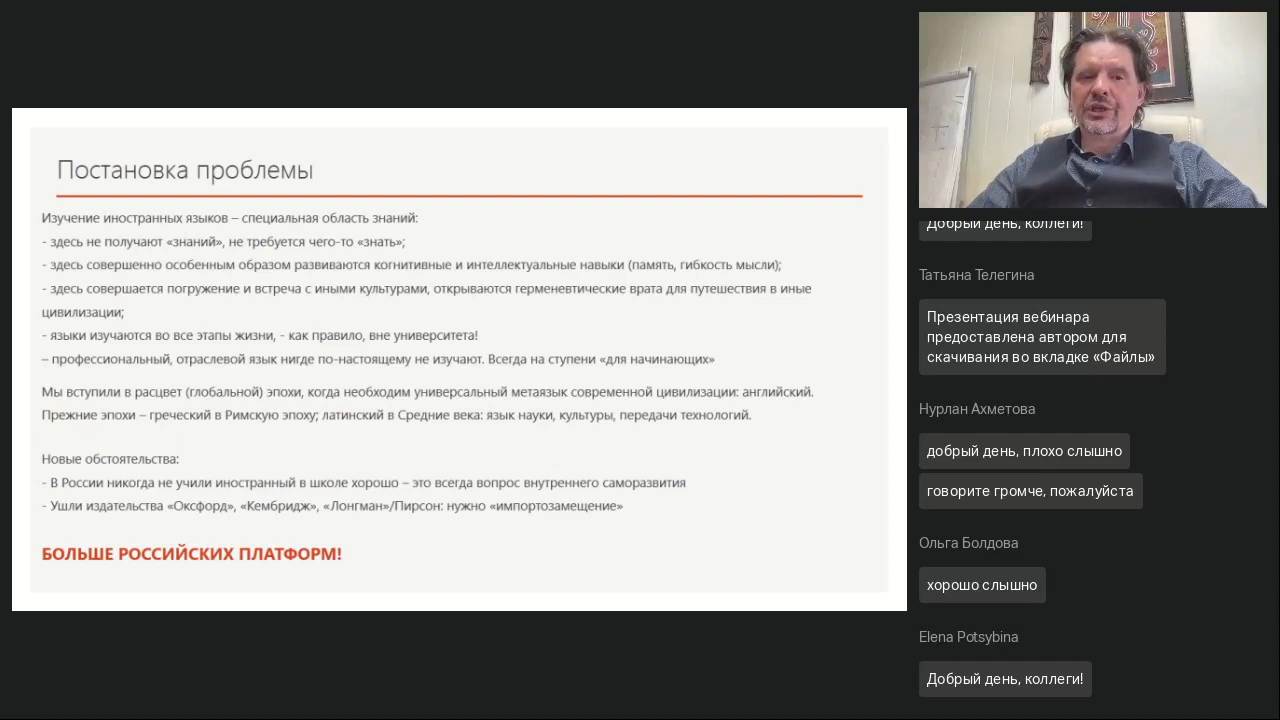 Постановка проблемы
Изучение иностранных языков – специальная область знаний:
- здесь не получают «знаний», не требуется чего-то «знать»;
- здесь совершенно особенным образом развиваются когнитивные и интеллектуальные навыки (память, гибкость мысли);
- здесь совершается погружение и встреча с иными культурами, открываются герменевтические врата для путешествия в иные
цивилизации;
- языки изучаются во все этапы жизни, - как правило, вне университета!
– профессиональный, отраслевой язык нигде по-настоящему не изучают. Всегда на ступени «для начинающих»
Мы вступили в расцвет (глобальной) эпохи, когда необходим универсальный метаязык современной цивилизации: английский.
Прежние эпохи – греческий в Римскую эпоху; латинский в Средние века: язык науки, культуры, передачи технологий.
Новые обстоятельства:
- В России никогда не учили иностранный в школе хорошо – это всегда вопрос внутреннего саморазвития
- Ушли издательства «Оксфорд», «Кембридж», «Лонгман»/Пирсон: нужно «импортозамещение»
БОЛЬШЕ РОССИЙСКИХ ПЛАТФОРМ!
Добрый день, коллеги!
Татьяна Телегина
Презентация вебинара
предоставлена автором для
скачивания во вкладке «Файлы»
Нурлан Ахметова
добрый день, плохо слышно
говорите громче, пожалуйста
Ольга Болдова
хорошо слышно
Elena Potsybina
Добрый день, коллеги!